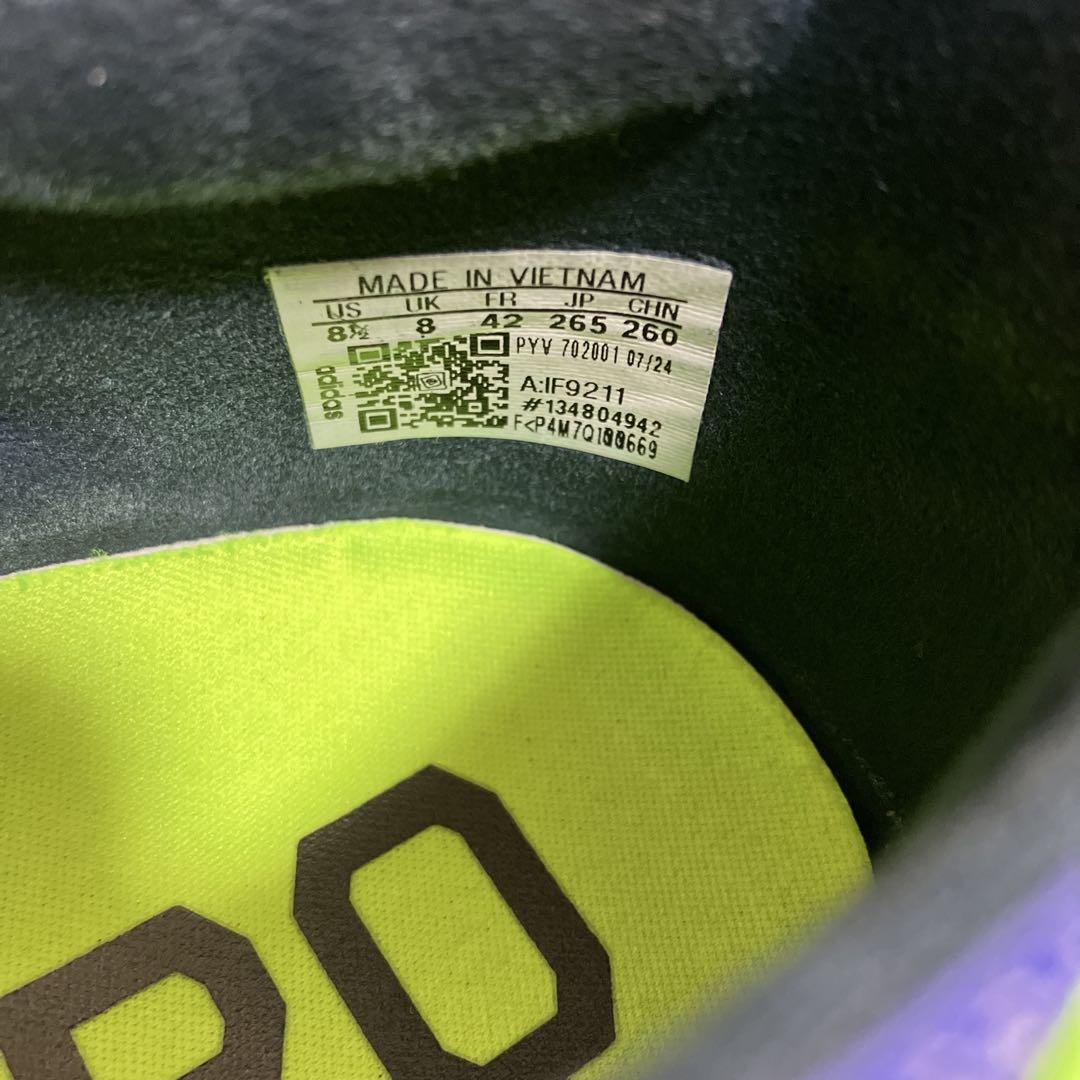 MADE IN VIETNAM
US UK FR JP CHN
8½ 8 42 265 260
adidas
PYV 702001 07/24
A:IF9211
#134804942
F<P4M7Q100669
RO